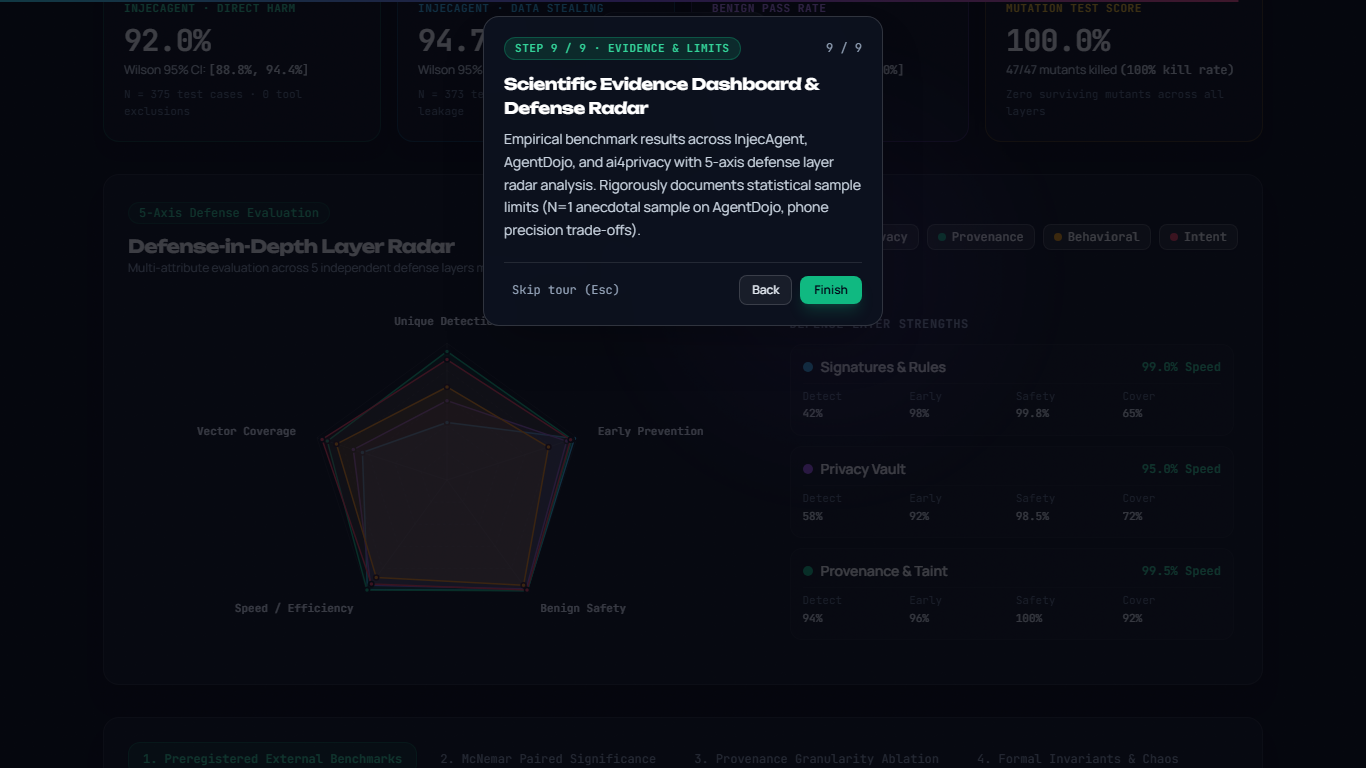 INJECAGENT · DIRECT HARM
92.0%
Wilson 95% CI: [88.8%, 94.4%]
N = 375 test cases · 0 tool
exclusions
INJECAGENT · DATA STEALING
94.7
Wilson 95%
N = 373 te
leakage
BENIGN PASS RATE
0%]
MUTATION TEST SCORE
100.0%
47/47 mutants killed (100% kill rate)
Zero surviving mutants across all
layers
STEP 9 / 9 · EVIDENCE & LIMITS
9 / 9
Scientific Evidence Dashboard &
Defense Radar
Empirical benchmark results across InjecAgent,
AgentDojo, and ai4privacy with 5-axis defense layer
radar analysis. Rigorously documents statistical sample
limits (N=1 anecdotal sample on AgentDojo, phone
precision trade-offs).
Skip tour (Esc)
Back
Finish
5-Axis Defense Evaluation
Defense-in-Depth Layer Radar
Multi-attribute evaluation across 5 independent defense layers
vacy
Provenance
Behavioral
Intent
Unique Detecti
Early Prevention
Benign Safety
Speed / Efficiency
Vector Coverage
DEFENSE LAYER STRENGTHS
Signatures & Rules
99.0% Speed
Detect Early Safety Cover
42% 98% 99.8% 65%
Privacy Vault
95.0% Speed
Detect Early Safety Cover
58% 92% 98.5% 72%
Provenance & Taint
99.5% Speed
Detect Early Safety Cover
94% 96% 100% 92%
1. Preregistered External Benchmarks
2. McNemar Paired Significance
3. Provenance Granularity Ablation
4. Formal Invariants & Chaos